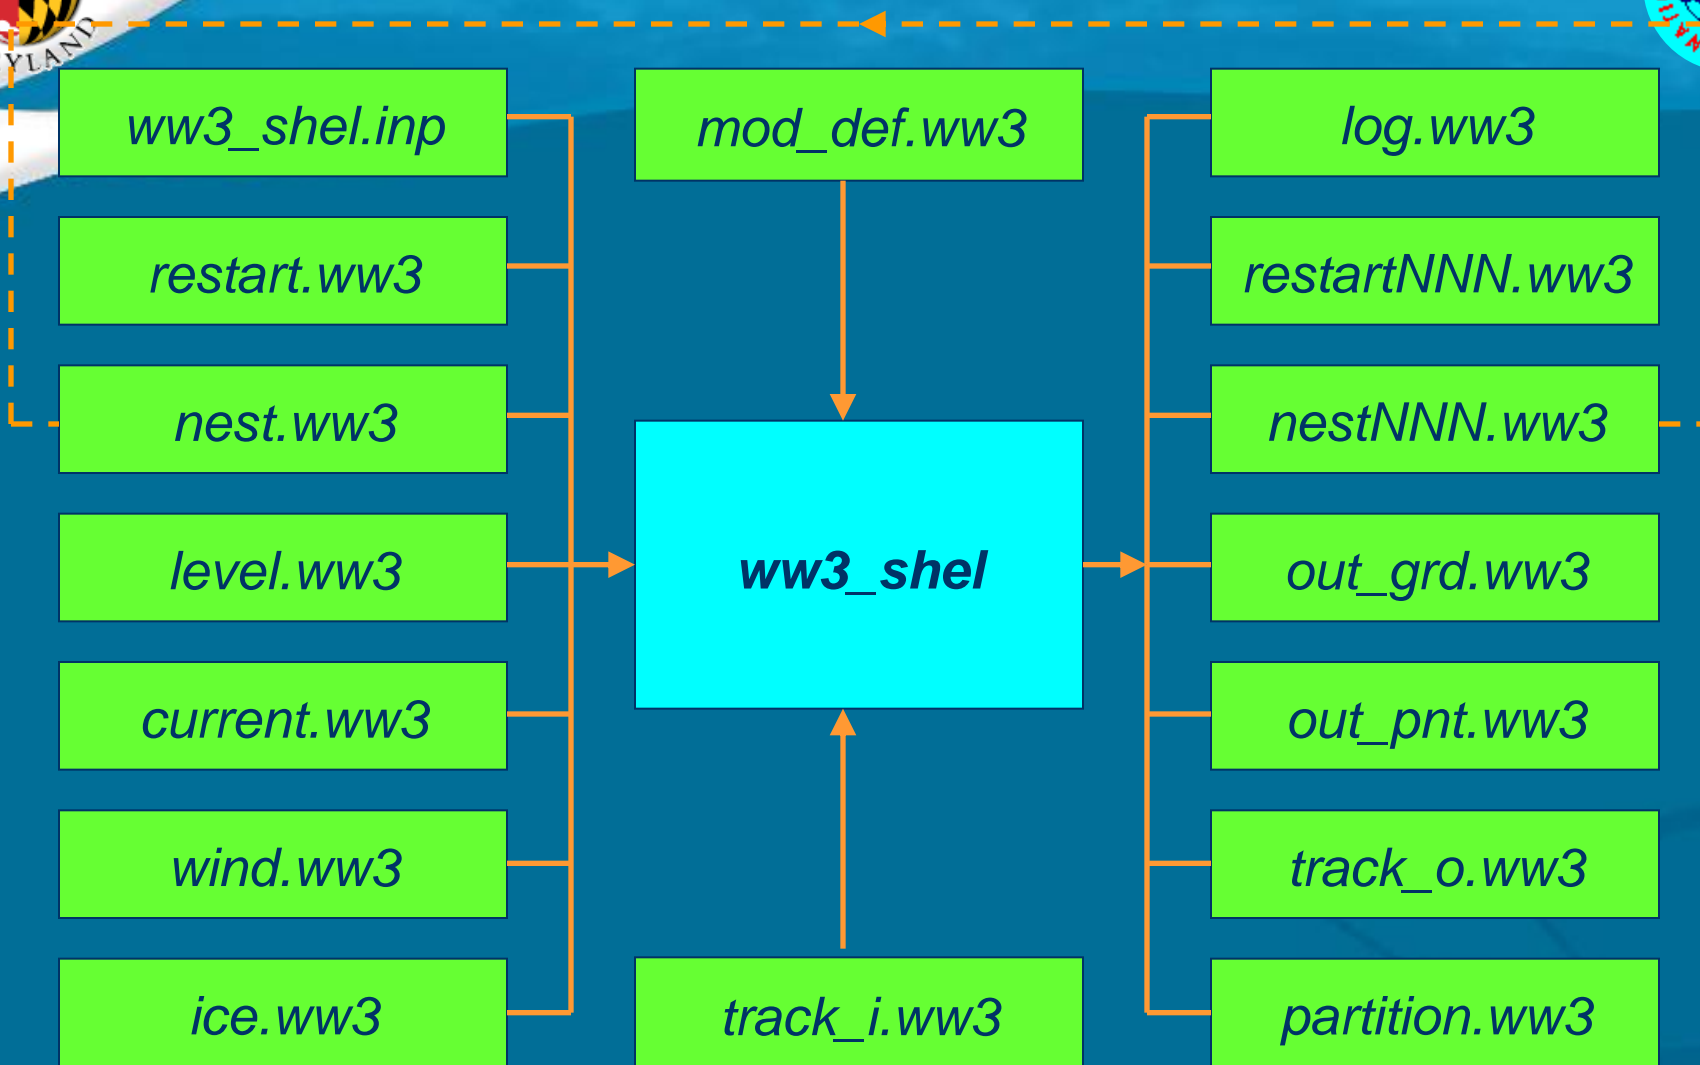 ww3_shel.inp
restart.ww3
nest.ww3
level.ww3
current.ww3
wind.ww3
ice.ww3
mod_def.ww3
ww3_shel
track_i.ww3
log.ww3
restartNNN.ww3
nestNNN.ww3
out_grd.ww3
out_pnt.ww3
track_o.ww3
partition.ww3